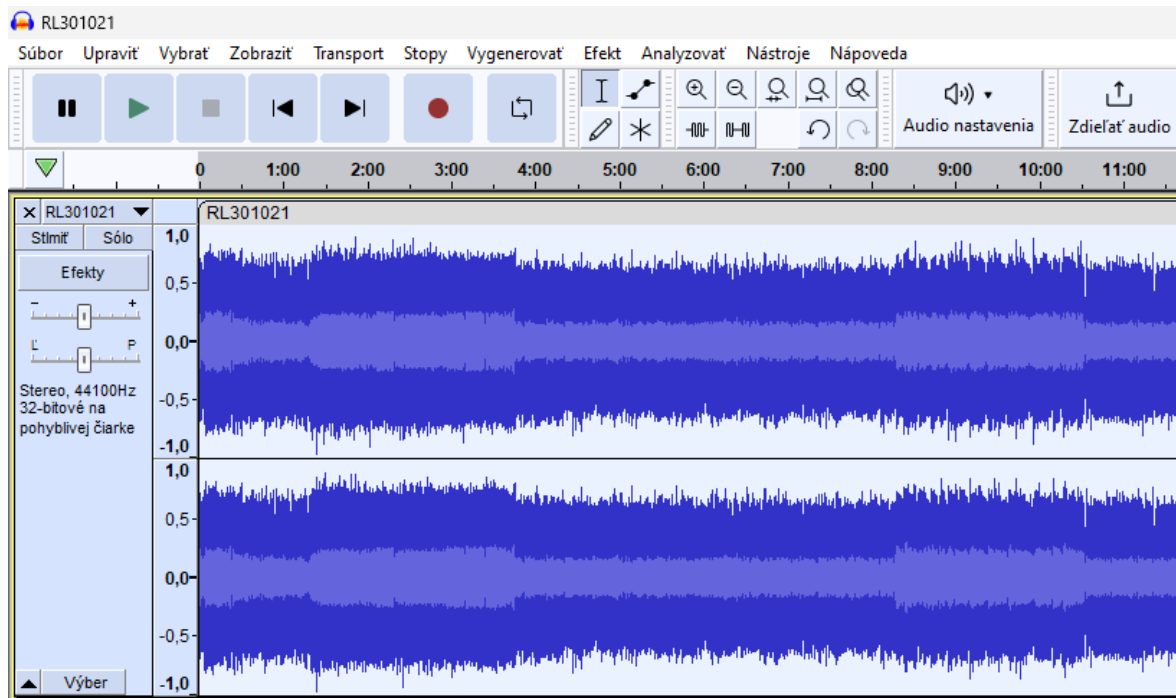 RL301021
Súbor Upraviť Vybrať Zobraziť Transport Stopy Vygenerovať Efekt Analyzovať Nástroje Nápoveda
Audio nastavenia
Zdieľať audio
0 1:00 2:00 3:00 4:00 5:00 6:00 7:00 8:00 9:00 10:00 11:00
RL301021
RL301021
Stlmiť Sólo
Efekty
- +
Ľ P
Stereo, 44100Hz
32-bitové na
pohyblivej čiarke
Výber
1,0
0,5-
0,0-
-0,5-
-1,0
1,0
0,5-
0,0-
-0,5-
-1,0